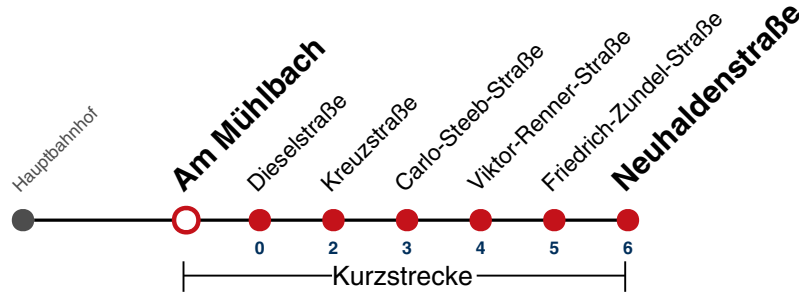 Hauptbahnhof
Am Mühlbach
Dieselstraße
Kreuzstraße
Carlo-Steeb-Straße
Viktor-Renner-Straße
Friedrich-Zundel-Straße
Neuhaldenstraße
0 2 3 4 5 6
Kurzstrecke